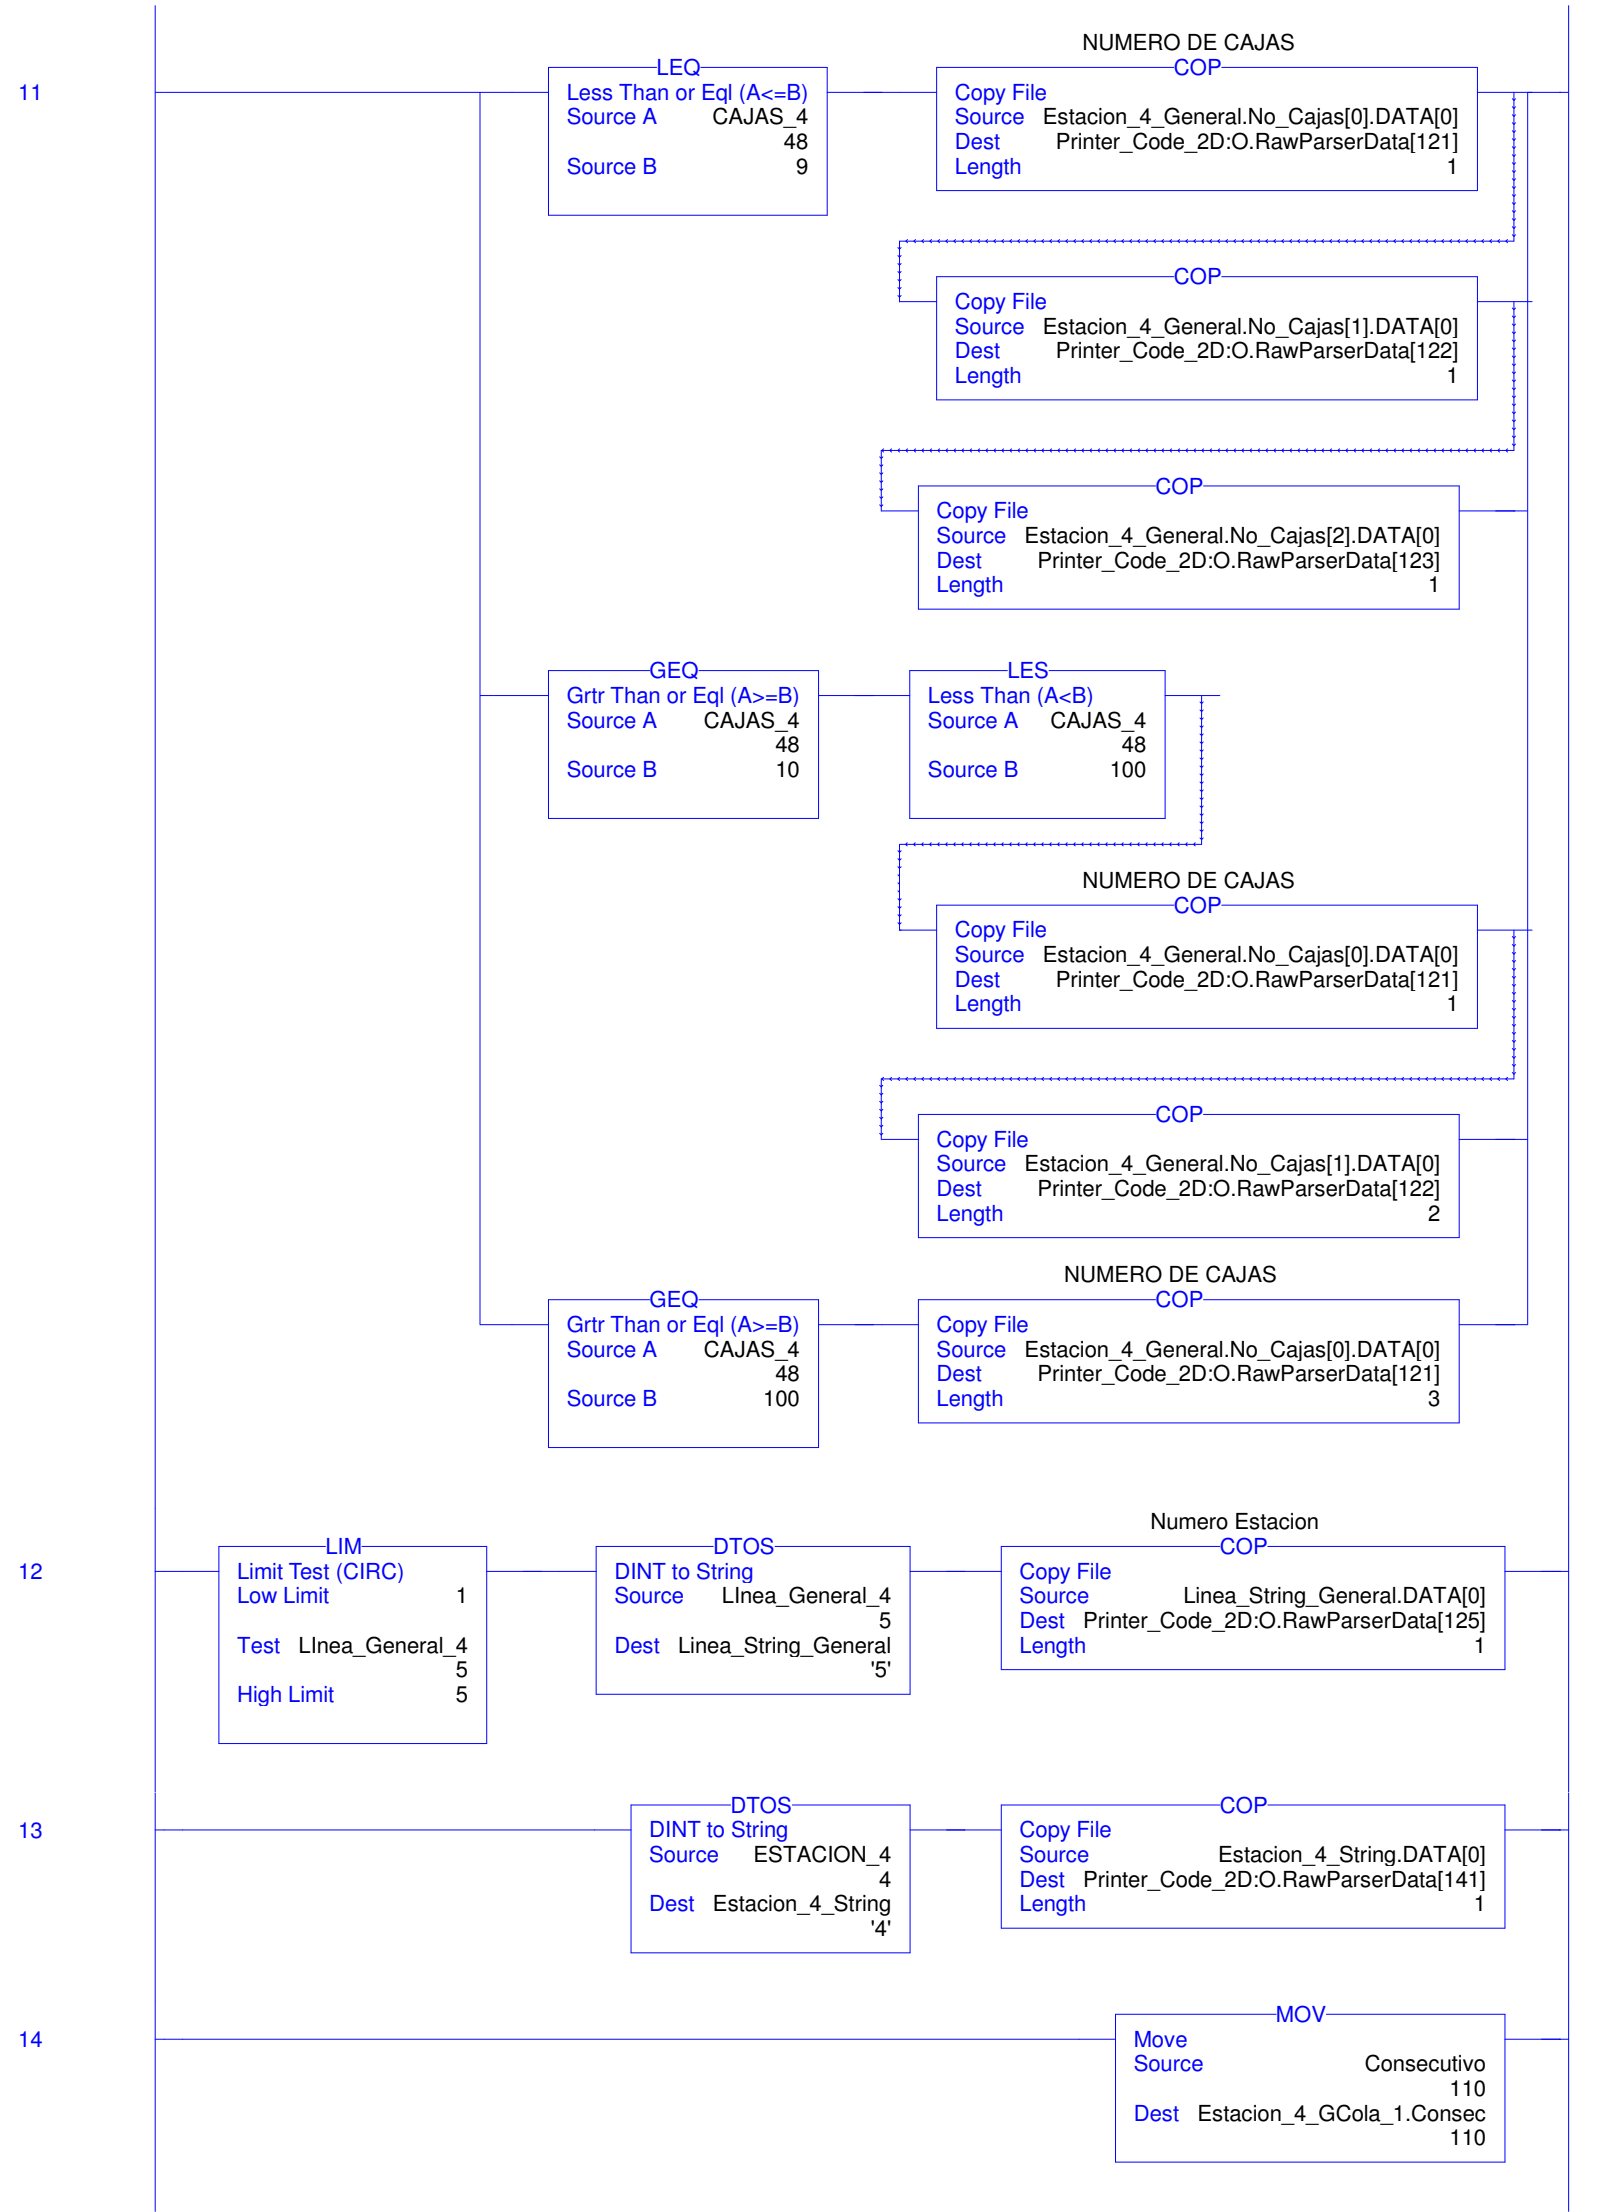 11
LEQ
Less Than or Eql (A<=B)
Source A CAJAS_4
48
Source B 9
NUMERO DE CAJAS
COP
Copy File
Source Estacion_4_General.No_Cajas[0].DATA[0]
Dest Printer_Code_2D:O.RawParserData[121]
Length 1
COP
Copy File
Source Estacion_4_General.No_Cajas[1].DATA[0]
Dest Printer_Code_2D:O.RawParserData[122]
Length 1
COP
Copy File
Source Estacion_4_General.No_Cajas[2].DATA[0]
Dest Printer_Code_2D:O.RawParserData[123]
Length 1
GEQ
Grtr Than or Eql (A>=B)
Source A CAJAS_4
48
Source B 10
LES
Less Than (A<B)
Source A CAJAS_4
48
Source B 100
NUMERO DE CAJAS
COP
Copy File
Source Estacion_4_General.No_Cajas[0].DATA[0]
Dest Printer_Code_2D:O.RawParserData[121]
Length 1
COP
Copy File
Source Estacion_4_General.No_Cajas[1].DATA[0]
Dest Printer_Code_2D:O.RawParserData[122]
Length 2
GEQ
Grtr Than or Eql (A>=B)
Source A CAJAS_4
48
Source B 100
NUMERO DE CAJAS
COP
Copy File
Source Estacion_4_General.No_Cajas[0].DATA[0]
Dest Printer_Code_2D:O.RawParserData[121]
Length 3
12
LIM
Limit Test (CIRC)
Low Limit 1
Test LInea_General_4
5
High Limit 5
DTOS
DINT to String
Source LInea_General_4
5
Dest Linea_String_General
'5'
Numero Estacion
COP
Copy File
Source Linea_String_General.DATA[0]
Dest Printer_Code_2D:O.RawParserData[125]
Length 1
13
DTOS
DINT to String
Source ESTACION_4
4
Dest Estacion_4_String
'4'
COP
Copy File
Source Estacion_4_String.DATA[0]
Dest Printer_Code_2D:O.RawParserData[141]
Length 1
14
MOV
Move
Source Consecutivo
110
Dest Estacion_4_GCola_1.Consec
110